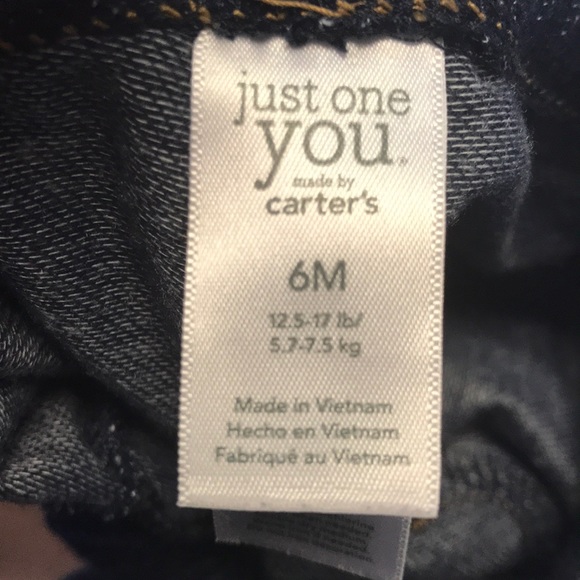 just one
you.
made by
carter's
6M
12.5-17 lb/
5.7-7.5 kg
Made in Vietnam
Hecho en Vietnam
Fabriqué au Vietnam